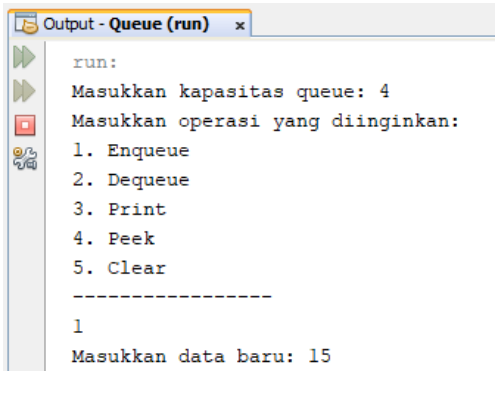 Output - Queue (run) x
run:
Masukkan kapasitas queue: 4
Masukkan operasi yang diinginkan:
1. Enqueue
2. Dequeue
3. Print
4. Peek
5. Clear
-----------------
1
Masukkan data baru: 15